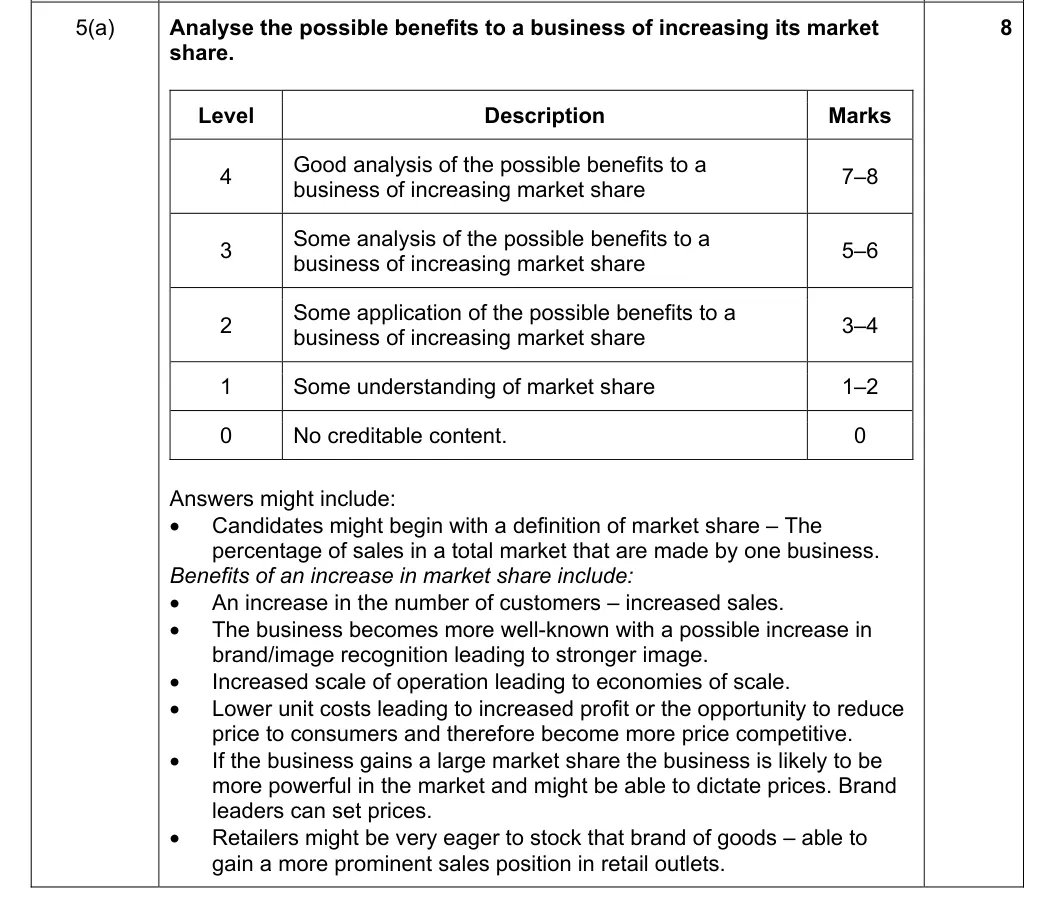 5(a) Analyse the possible benefits to a business of increasing its market 8
share.
Level Description Marks
4 Good analysis of the possible benefits to a
business of increasing market share 7–8
3 Some analysis of the possible benefits to a
business of increasing market share 5–6
2 Some application of the possible benefits to a
business of increasing market share 3–4
1 Some understanding of market share 1–2
0 No creditable content. 0
Answers might include:
• Candidates might begin with a definition of market share – The
percentage of sales in a total market that are made by one business.
Benefits of an increase in market share include:
• An increase in the number of customers – increased sales.
• The business becomes more well-known with a possible increase in
brand/image recognition leading to stronger image.
• Increased scale of operation leading to economies of scale.
• Lower unit costs leading to increased profit or the opportunity to reduce
price to consumers and therefore become more price competitive.
• If the business gains a large market share the business is likely to be
more powerful in the market and might be able to dictate prices. Brand
leaders can set prices.
• Retailers might be very eager to stock that brand of goods – able to
gain a more prominent sales position in retail outlets.